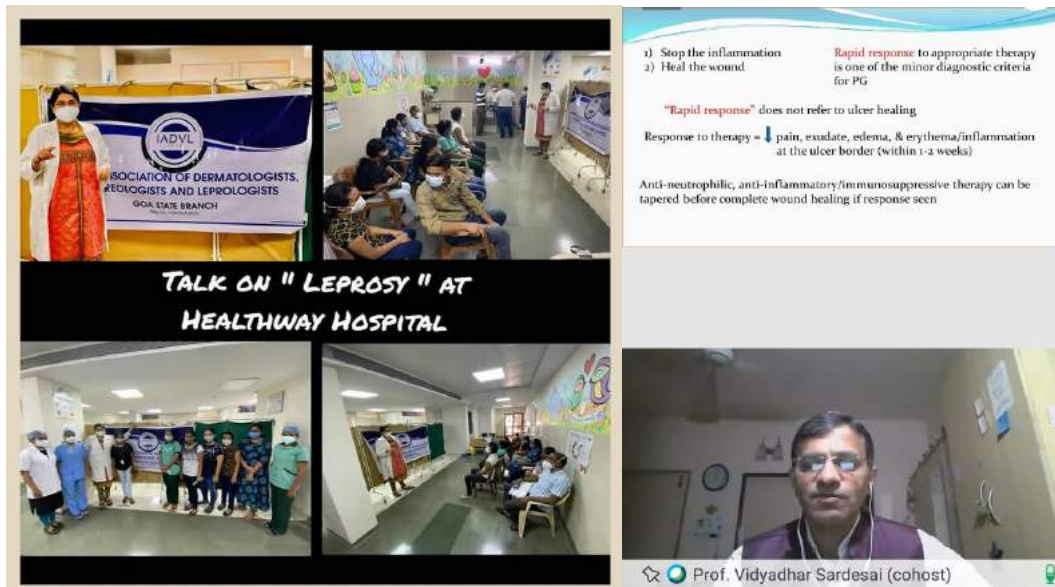 IADVL
SSOCIATION OF DERMATOLOGISTS,
REOLOGISTS AND LEPROLOGISTS
GOA STATE BRANCH
TALK ON " LEPROSY " AT
HEALTHWAY HOSPITAL
1) Stop the inflammation
2) Heal the wound
Rapid response to appropriate therapy
is one of the minor diagnostic criteria
for PG
"Rapid response" does not refer to ulcer healing
Response to therapy = pain, exudate, edema, & erythema/inflammation
at the ulcer border (within 1-2 weeks)
Anti-neutrophilic, anti-inflammatory/immunosuppressive therapy can be
tapered before complete wound healing if response seen
Prof. Vidyadhar Sardesai (cohost)